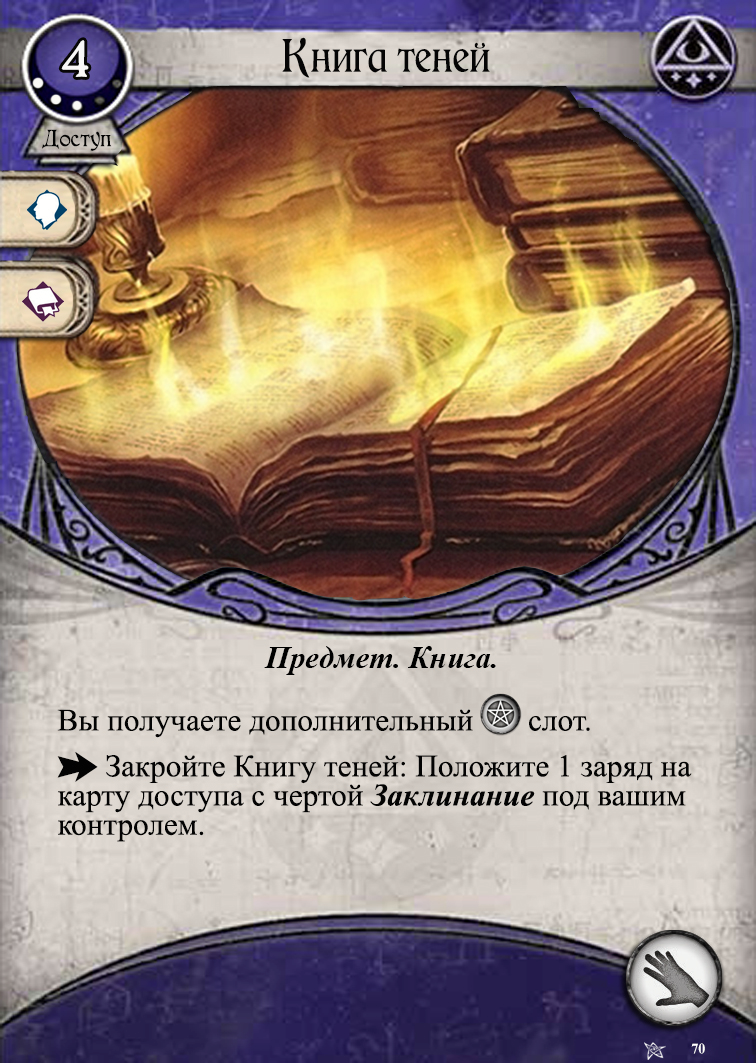 4
Книга теней
Доступ
Предмет. Книга.
Вы получаете дополнительный слот.
Закройте Книгу теней: Положите 1 заряд на
карту доступа с чертой Заклинание под вашим
контролем.
70